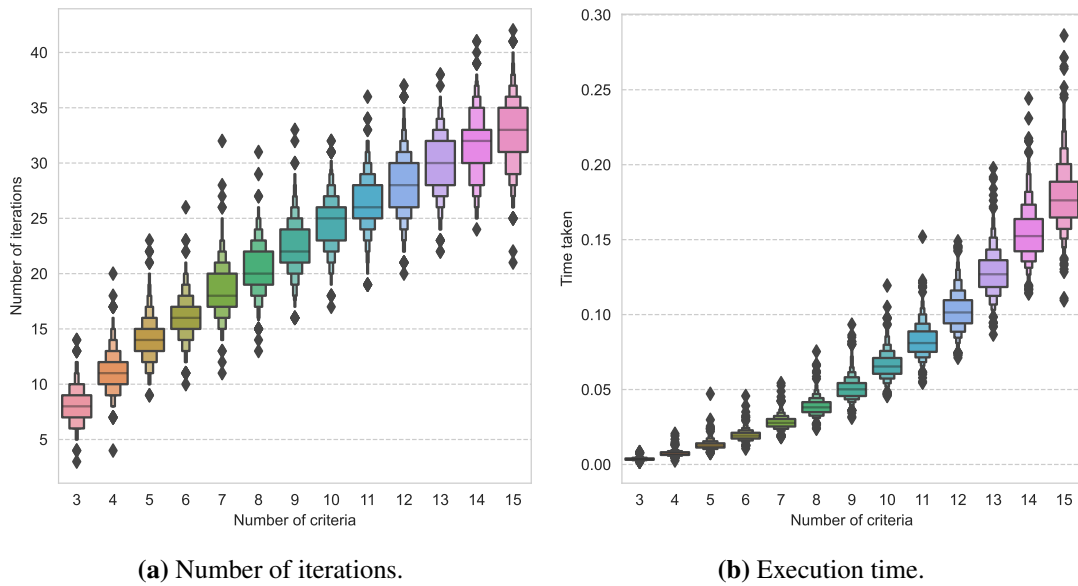 40
35
30
25
20
15
10
5
Number of iterations
3 4 5 6 7 8 9 10 11 12 13 14 15
Number of criteria
(a) Number of iterations.
0.30
0.25
0.20
0.15
0.10
0.05
0.00
Time taken
3 4 5 6 7 8 9 10 11 12 13 14 15
Number of criteria
(b) Execution time.